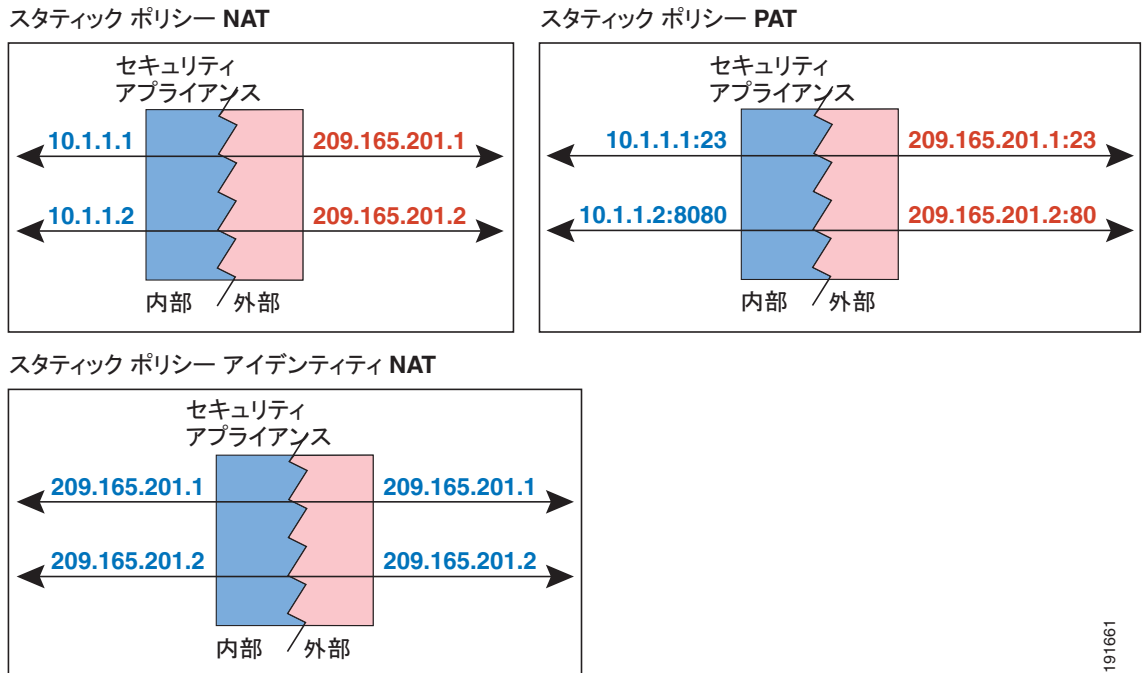 スタティック ポリシー NAT
セキュリティ
アプライアンス
10.1.1.1
209.165.201.1
10.1.1.2
209.165.201.2
内部
外部
スタティック ポリシー PAT
セキュリティ
アプライアンス
10.1.1.1:23
209.165.201.1:23
10.1.1.2:8080
209.165.201.2:80
内部
外部
スタティック ポリシー アイデンティティ NAT
セキュリティ
アプライアンス
209.165.201.1
209.165.201.1
209.165.201.2
209.165.201.2
内部
外部
191661